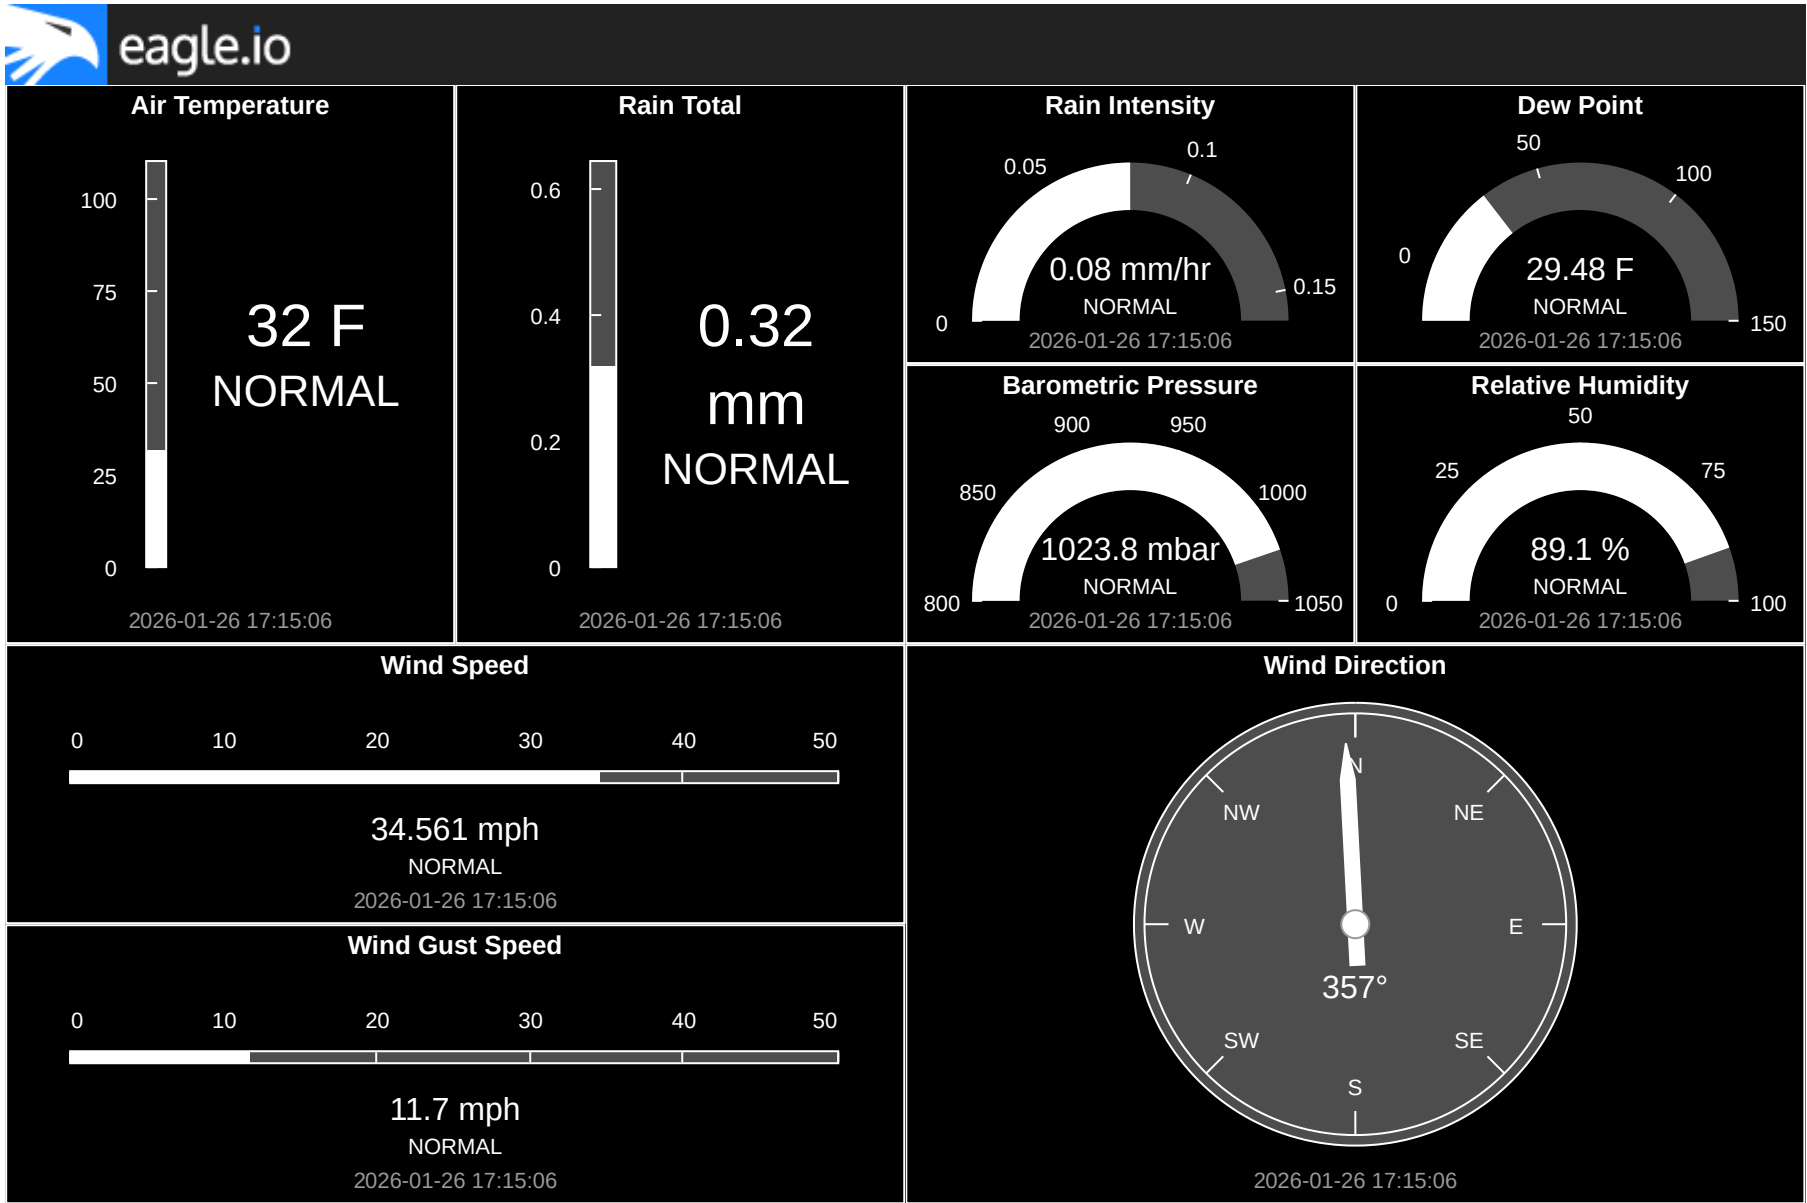 eagle.io
Air Temperature
100
75
50
25
0
32 F
NORMAL
2026-01-26 17:15:06
Rain Total
0.6
0.4
0.2
0
0.32
mm
NORMAL
2026-01-26 17:15:06
Rain Intensity
0
0.05
0.1
0.15
0.08 mm/hr
NORMAL
2026-01-26 17:15:06
Dew Point
0
50
100
150
29.48 F
NORMAL
2026-01-26 17:15:06
Barometric Pressure
800
850
900
950
1000
1050
1023.8 mbar
NORMAL
2026-01-26 17:15:06
Relative Humidity
0
25
50
75
100
89.1 %
NORMAL
2026-01-26 17:15:06
Wind Speed
0 10 20 30 40 50
34.561 mph
NORMAL
2026-01-26 17:15:06
Wind Gust Speed
0 10 20 30 40 50
11.7 mph
NORMAL
2026-01-26 17:15:06
Wind Direction
N
NW NE
W E
357°
SW SE
S
2026-01-26 17:15:06